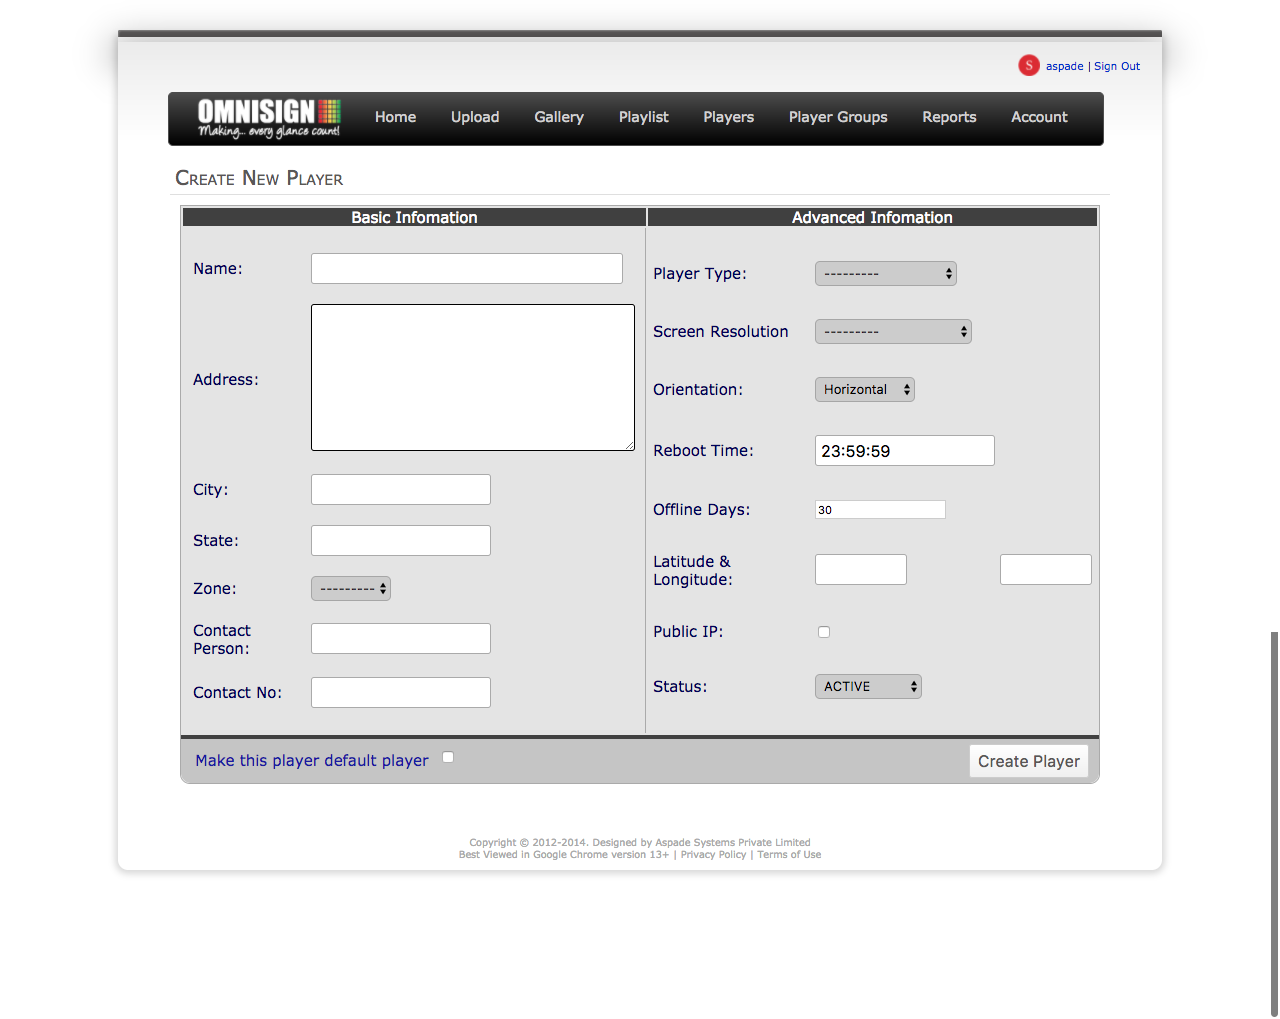 S aspade | Sign Out
OMNISIGN
Making... every glance count!
Home Upload Gallery Playlist Players Player Groups Reports Account
Create New Player
Basic Infomation
Name:
Address:
City:
State:
Zone: ---------
Contact
Person:
Contact No:
Advanced Infomation
Player Type: ---------
Screen Resolution ---------
Orientation: Horizontal
Reboot Time: 23:59:59
Offline Days: 30
Latitude &
Longitude:
Public IP:
Status: ACTIVE
Make this player default player
Create Player
Copyright © 2012-2014. Designed by Aspade Systems Private Limited
Best Viewed in Google Chrome version 13+ | Privacy Policy | Terms of Use